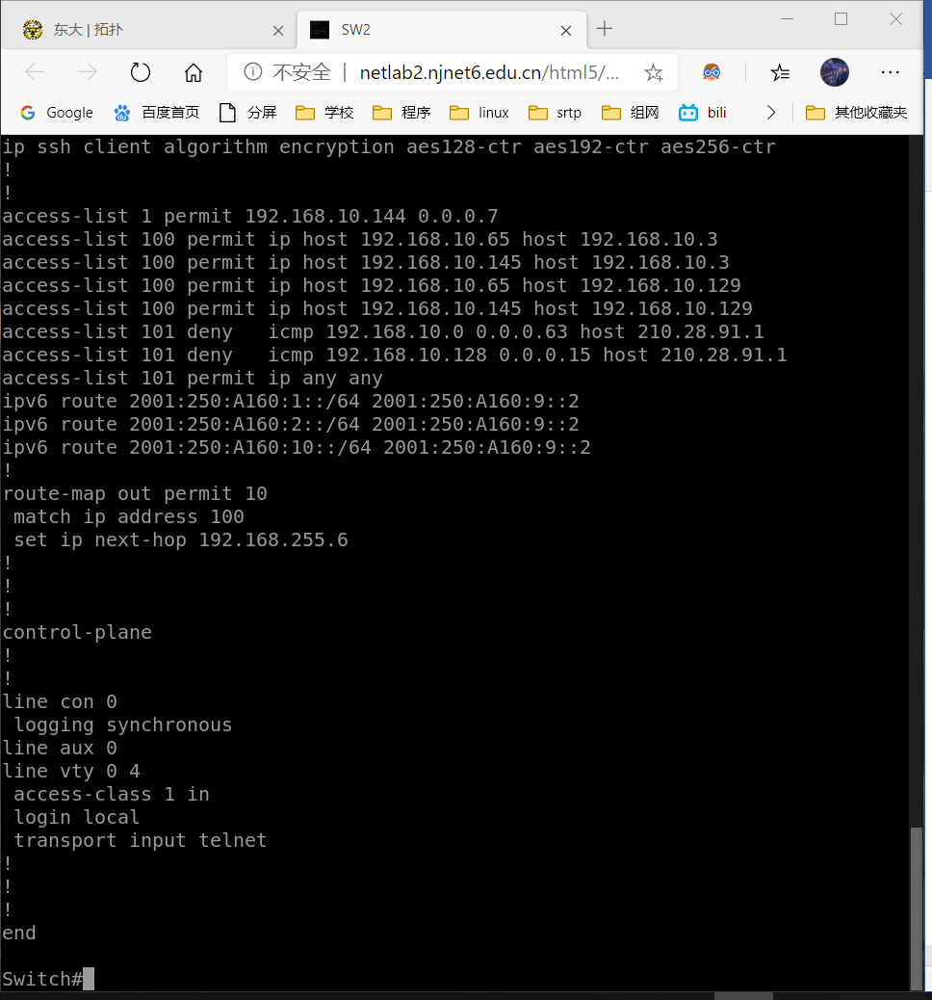 东大 | 拓扑
SW2
不安全 | netlab2.njnet6.edu.cn/html5/...
Google 百度首页 分屏 学校 程序 linux srtp 组网 bili 其他收藏夹
ip ssh client algorithm encryption aes128-ctr aes192-ctr aes256-ctr
!
!
access-list 1 permit 192.168.10.144 0.0.0.7
access-list 100 permit ip host 192.168.10.65 host 192.168.10.3
access-list 100 permit ip host 192.168.10.145 host 192.168.10.3
access-list 100 permit ip host 192.168.10.65 host 192.168.10.129
access-list 100 permit ip host 192.168.10.145 host 192.168.10.129
access-list 101 deny   icmp 192.168.10.0 0.0.0.63 host 210.28.91.1
access-list 101 deny   icmp 192.168.10.128 0.0.0.15 host 210.28.91.1
access-list 101 permit ip any any
ipv6 route 2001:250:A160:1::/64 2001:250:A160:9::2
ipv6 route 2001:250:A160:2::/64 2001:250:A160:9::2
ipv6 route 2001:250:A160:10::/64 2001:250:A160:9::2
!
route-map out permit 10
 match ip address 100
 set ip next-hop 192.168.255.6
!
!
!
control-plane
!
!
line con 0
 logging synchronous
line aux 0
line vty 0 4
 access-class 1 in
 login local
 transport input telnet
!
!
!
end
Switch#